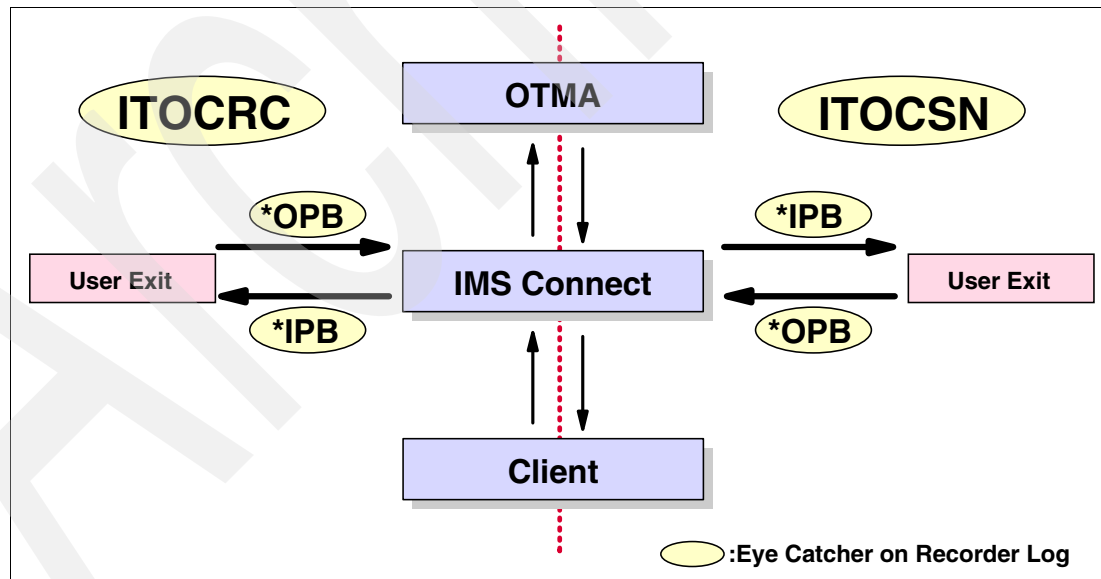 OTMA
ITOCRC
ITOCSN
*OPB
*IPB
User Exit
IMS Connect
User Exit
*IPB
*OPB
Client
:Eye Catcher on Recorder Log